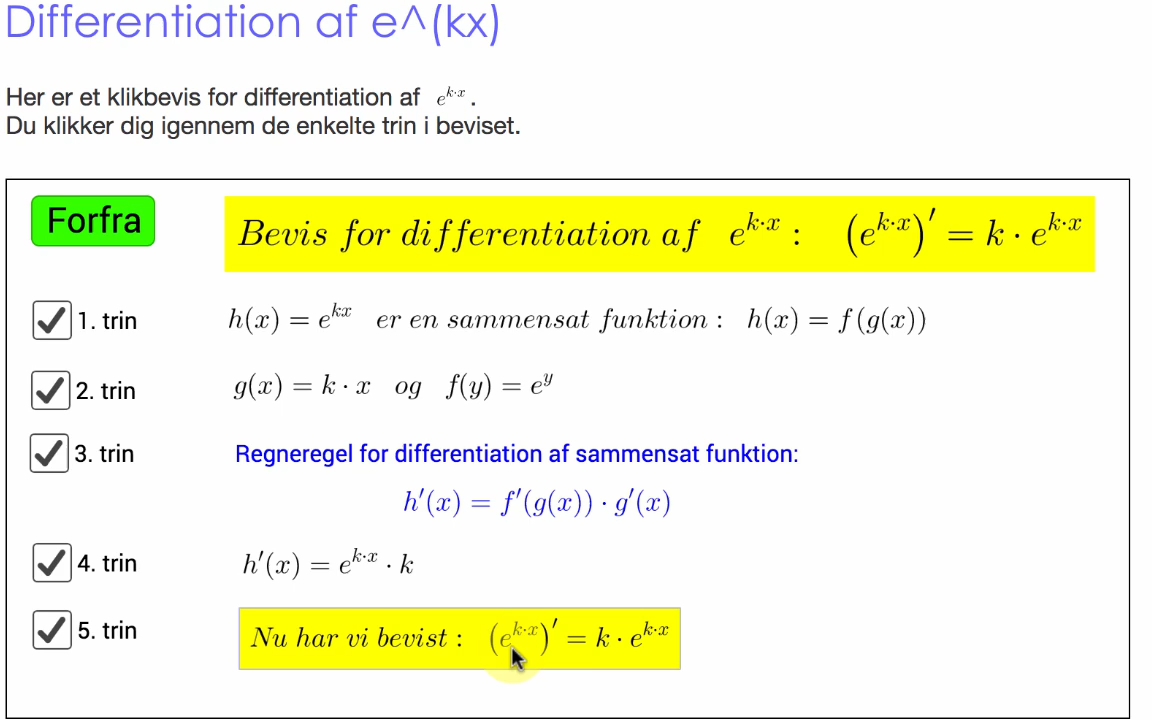 Differentiation af e^(kx)
Her er et klikbevis for differentiation af e^{k·x}.
Du klikker dig igennem de enkelte trin i beviset.
Forfra
Bevis for differentiation af e^{k·x} : (e^{k·x})′ = k · e^{k·x}
1. trin h(x) = e^{kx} er en sammensat funktion : h(x) = f(g(x))
2. trin g(x) = k · x og f(y) = e^{y}
3. trin Regneregel for differentiation af sammensat funktion:
h′(x) = f′(g(x)) · g′(x)
4. trin h′(x) = e^{k·x} · k
5. trin Nu har vi bevist : (e^{k·x})′ = k · e^{k·x}